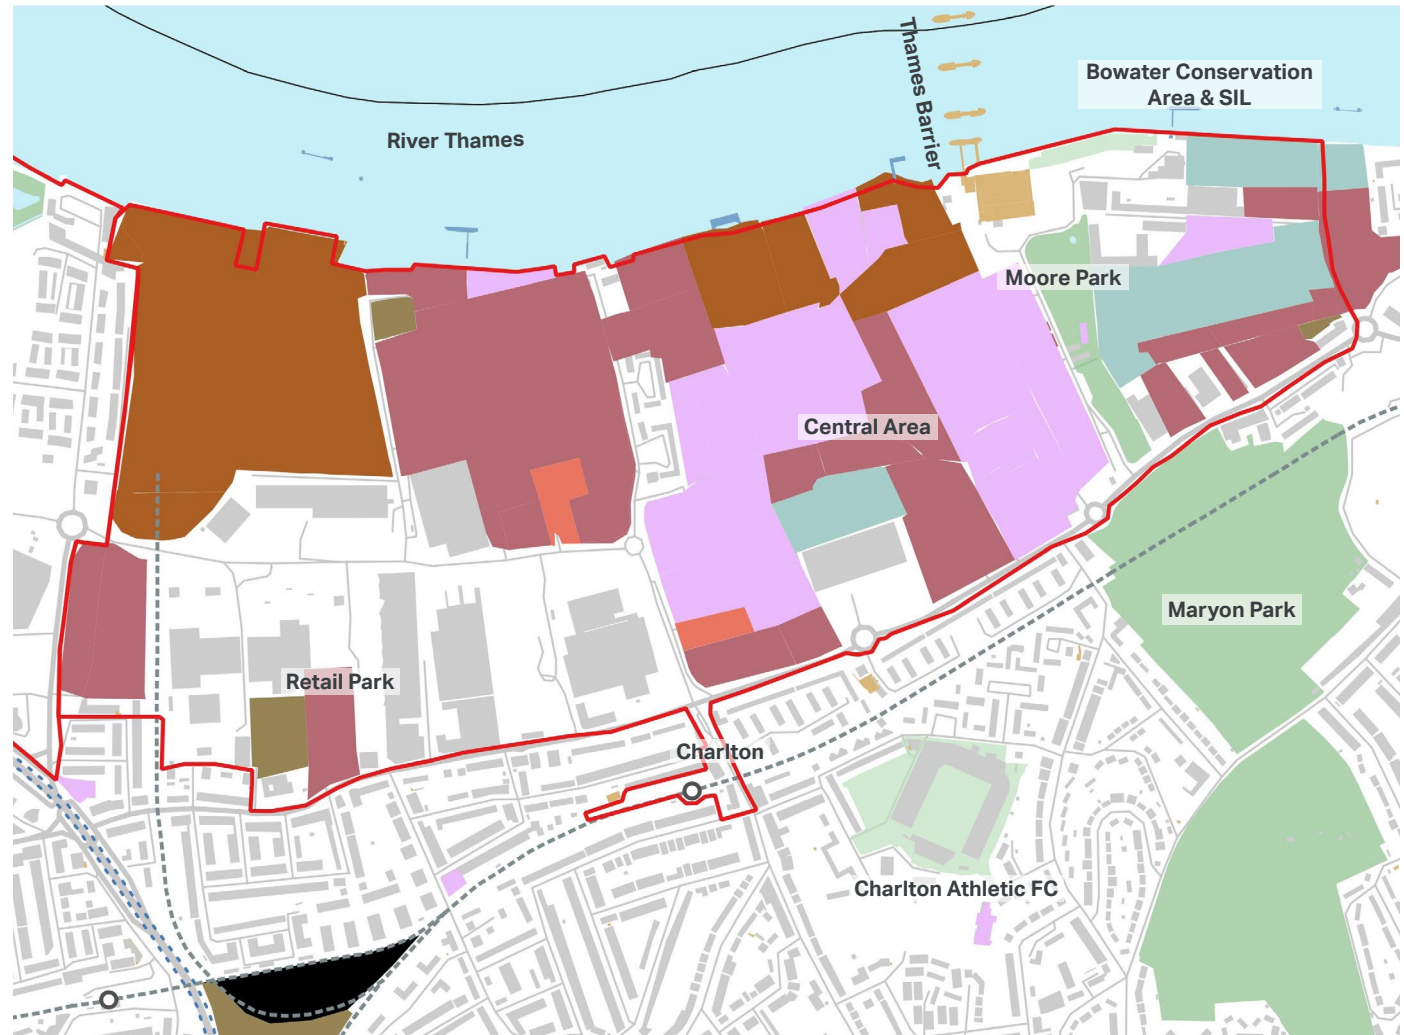 Thames Barrier
Bowater Conservation
Area & SIL
River Thames
Moore Park
Central Area
Maryon Park
Retail Park
Charlton
Charlton Athletic FC